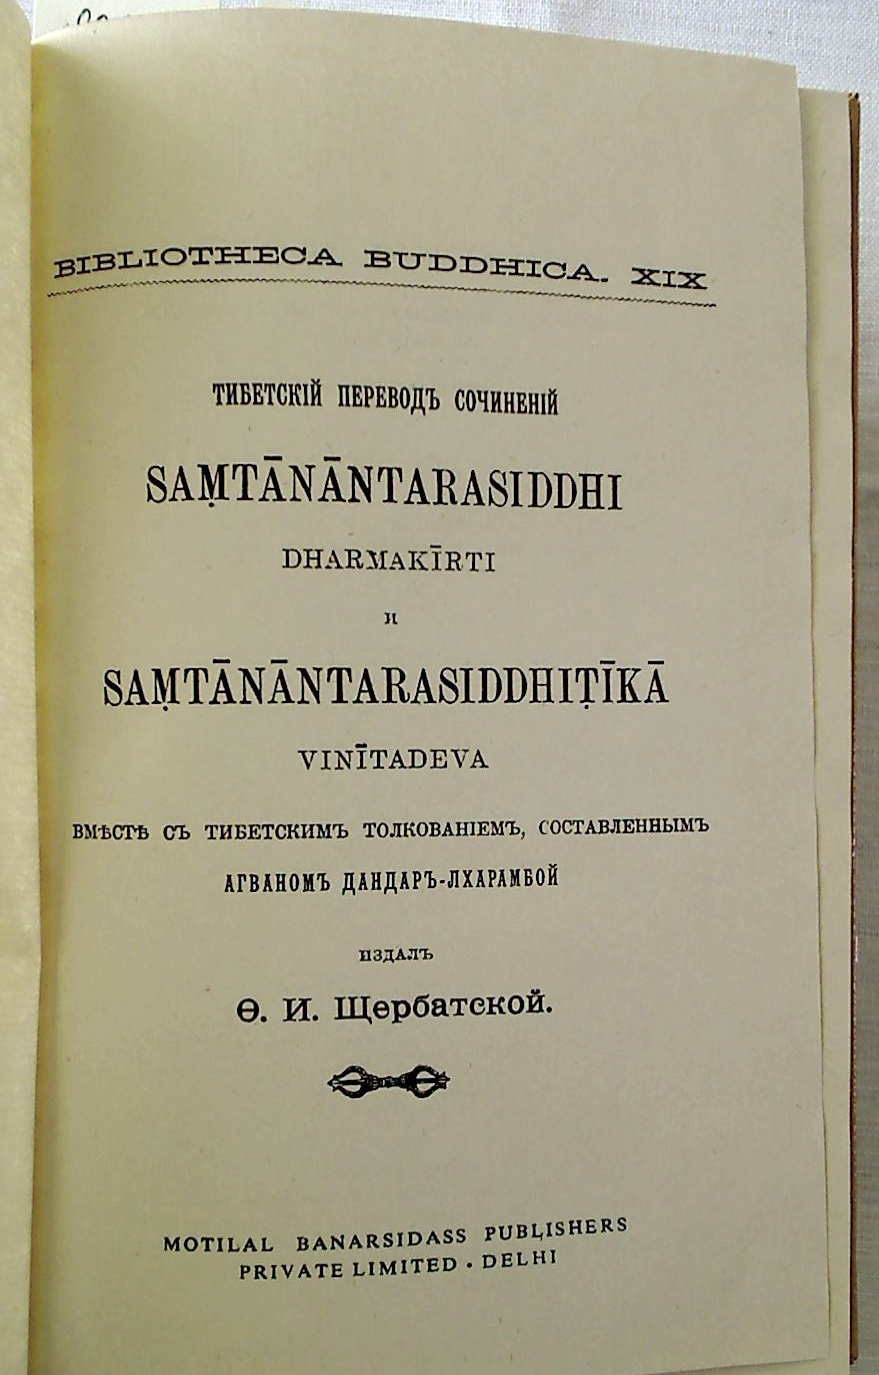 BIBLIOTHECA BUDDHICA. XIX
ТИБЕТСКІЙ ПЕРЕВОДЪ СОЧИНЕНІЙ
SAṂTĀNĀNTARASIDDHI
DHARMAKĪRTI
и
SAṂTĀNĀNTARASIDDHIṬĪKĀ
VINĪTADEVA
ВМѢСТѢ СЪ ТИБЕТСКИМЪ ТОЛКОВАНІЕМЪ, СОСТАВЛЕННЫМЪ
АГВАНОМЪ ДАНДАРЪ-ЛХАРАМБОЙ
ИЗДАЛЪ
Ѳ. И. Щербатской.
MOTILAL BANARSIDASS PUBLISHERS
PRIVATE LIMITED • DELHI